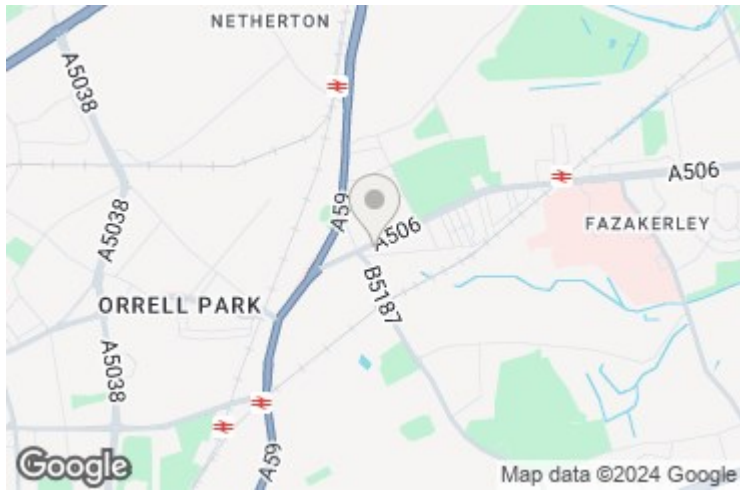 NETHERTON
A5038
A59
A506
A506
FAZAKERLEY
A5038
B5187
ORRELL PARK
A5038
A59
Google
Map data ©2024 Google